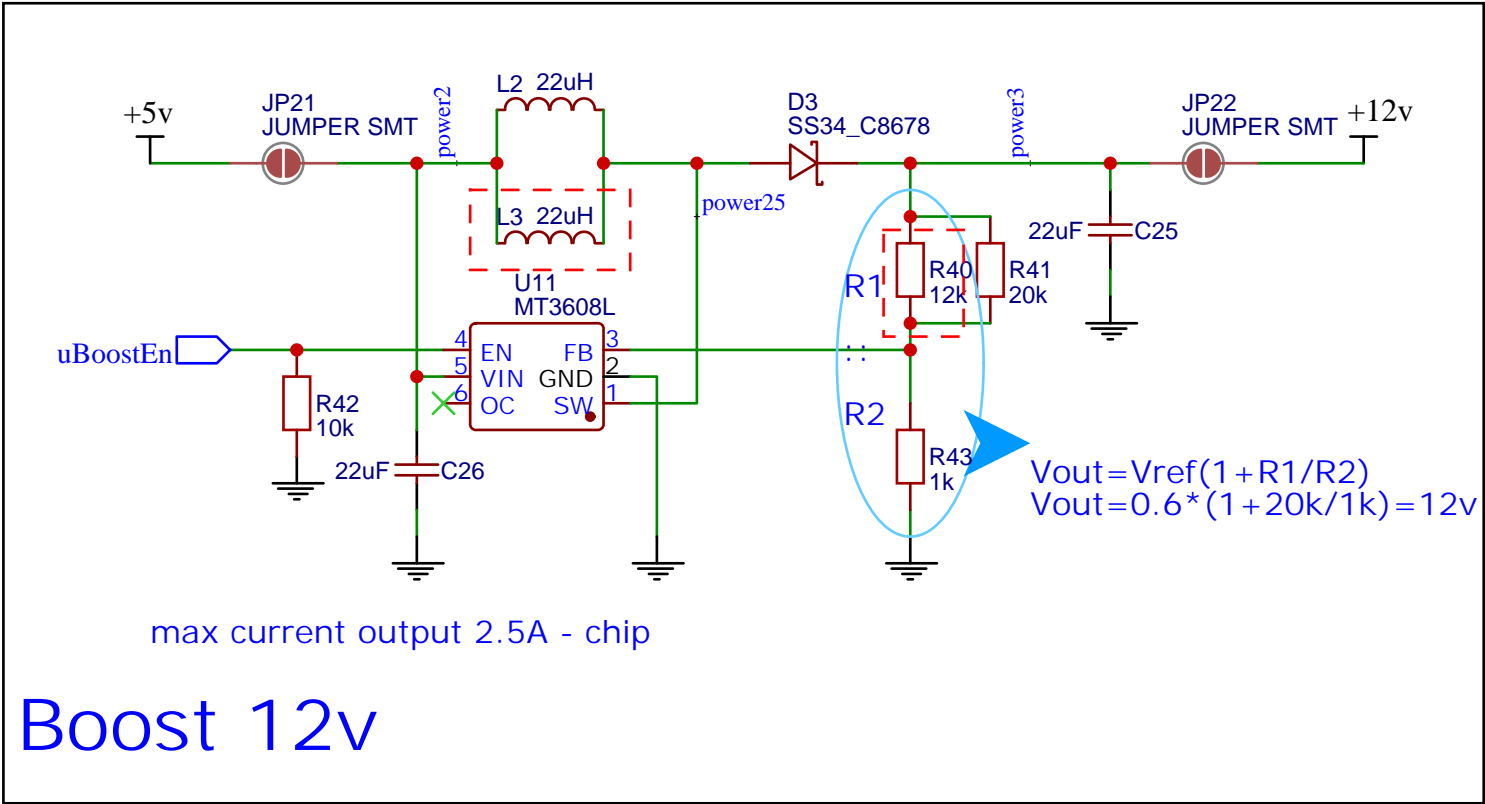 +5v
JP21
JUMPER SMT
power2
L2 22uH
D3
SS34_C8678
power3
JP22
JUMPER SMT
+12v
L3 22uH
power25
22uF C25
R1
R40
12k
R41
20k
U11
MT3608L
uBoostEn
4 EN
5 VIN
6 OC
FB 3
GND 2
SW 1
R42
10k
22uF C26
R2
R43
1k
Vout=Vref(1+R1/R2)
Vout=0.6*(1+20k/1k)=12v
max current output 2.5A - chip
Boost 12v